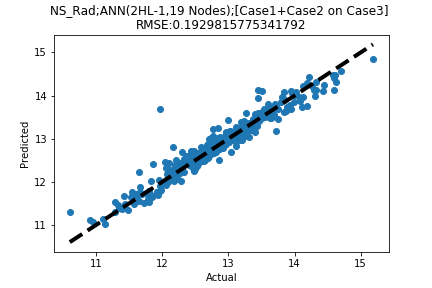 NS_Rad;ANN(2HL-1,19 Nodes);[Case1+Case2 on Case3]
RMSE:0.1929815775341792
15
14
13
12
11
Predicted
11
12
13
14
15
Actual